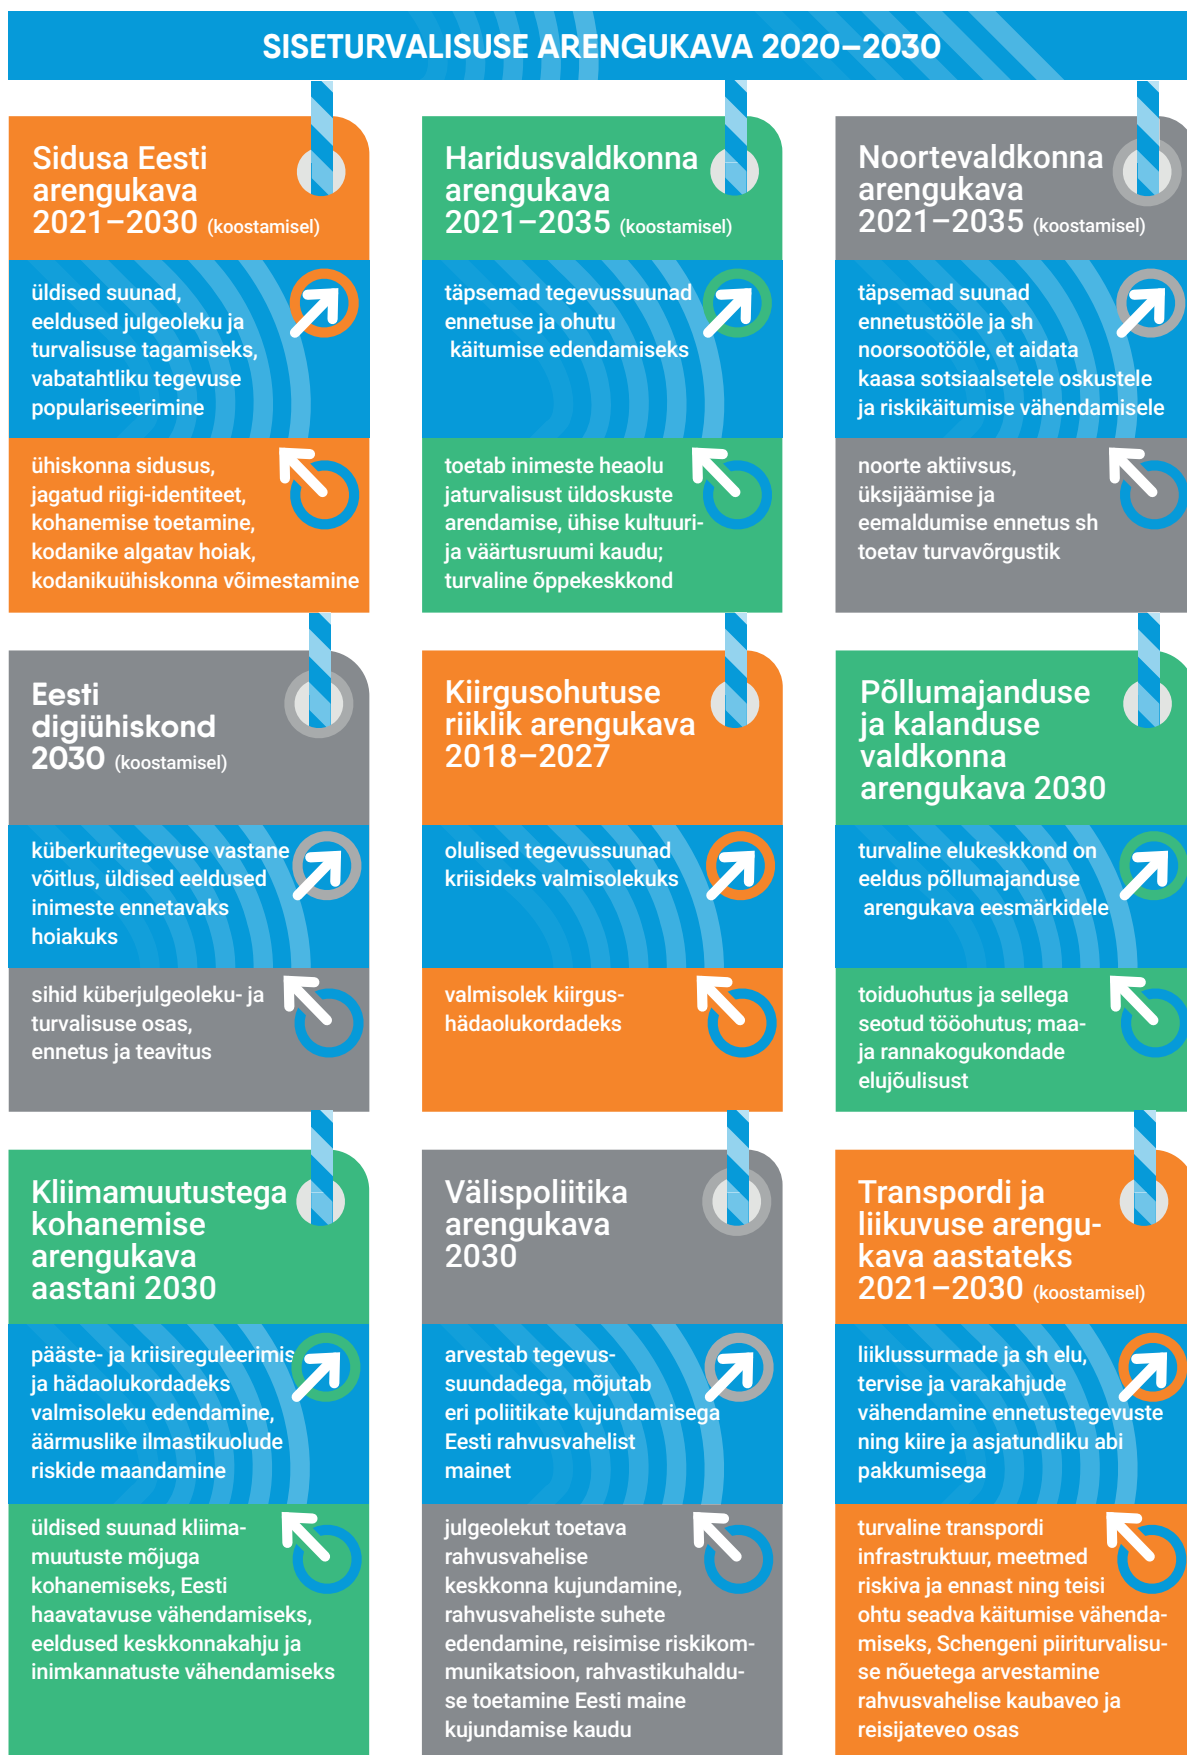 SISETURVALISUSE ARENGUKAVA 2020–2030
Sidusa Eesti
arengukava
2021–2030 (koostamisel)
üldised suunad,
eeldused julgeoleku ja
turvalisuse tagamiseks,
vabatahtliku tegevuse
populariseerimine
ühiskonna sidusus,
jagatud riigi-identiteet,
kohanemise toetamine,
kodanike algatav hoiak,
kodanikuühiskonna võimestamine
Haridusvaldkonna
arengukava
2021–2035 (koostamisel)
täpsemad tegevussuunad
ennetuse ja ohutu
käitumise edendamiseks
toetab inimeste heaolu
jaturvalisust üldoskuste
arendamise, ühise kultuuri-
ja väärtusruumi kaudu;
turvaline õppekeskkond
Noortevaldkonna
arengukava
2021–2035 (koostamisel)
täpsemad suunad
ennetustööle ja sh
noorsootööle, et aidata
kaasa sotsiaalsetele oskustele
ja riskikäitumise vähendamisele
noorte aktiivsus,
üksijäämise ja
eemaldumise ennetus sh
toetav turvavõrgustik
Eesti
digiühiskond
2030 (koostamisel)
küberkuritegevuse vastane
võitlus, üldised eeldused
inimeste ennetavaks
hoiakuks
sihid küberjulgeoleku- ja
turvalisuse osas,
ennetus ja teavitus
Kiirgusohutuse
riiklik arengukava
2018–2027
olulised tegevussuunad
kriisideks valmisolekuks
valmisolek kiirgus-
hädaolukordadeks
Põllumajanduse
ja kalanduse
valdkonna
arengukava 2030
turvaline elukeskkond on
eeldus põllumajanduse
arengukava eesmärkidele
toiduohutus ja sellega
seotud tööohutus; maa-
ja rannakogukondade
elujõulisust
Kliimamuutustega
kohanemise
arengukava
aastani 2030
pääste- ja kriisireguleerimis
ja hädaolukordadeks
valmisoleku edendamine,
äärmuslike ilmastikuolude
riskide maandamine
üldised suunad kliima-
muutuste mõjuga
kohanemiseks, Eesti
haavatavuse vähendamiseks,
eeldused keskkonnakahju ja
inimkannatuste vähendamiseks
Välispoliitika
arengukava
2030
arvestab tegevus-
suundadega, mõjutab
eri poliitikate kujundamisega
Eesti rahvusvahelist
mainet
julgeolekut toetava
rahvusvahelise
keskkonna kujundamine,
rahvusvaheliste suhete
edendamine, reisimise riskikom-
munikatsioon, rahvastikuhaldu-
se toetamine Eesti maine
kujundamise kaudu
Transpordi ja
liikuvuse arengu-
kava aastateks
2021–2030 (koostamisel)
liiklussurmade ja sh elu,
tervise ja varakahjude
vähendamine ennetustegevuste
ning kiire ja asjatundliku abi
pakkumisega
turvaline transpordi
infrastruktuur, meetmed
riskiva ja ennast ning teisi
ohtu seadva käitumise vähenda-
miseks, Schengeni piiriturvalisu-
se nõuetega arvestamine
rahvusvahelise kaubaveo ja
reisijateveo osas